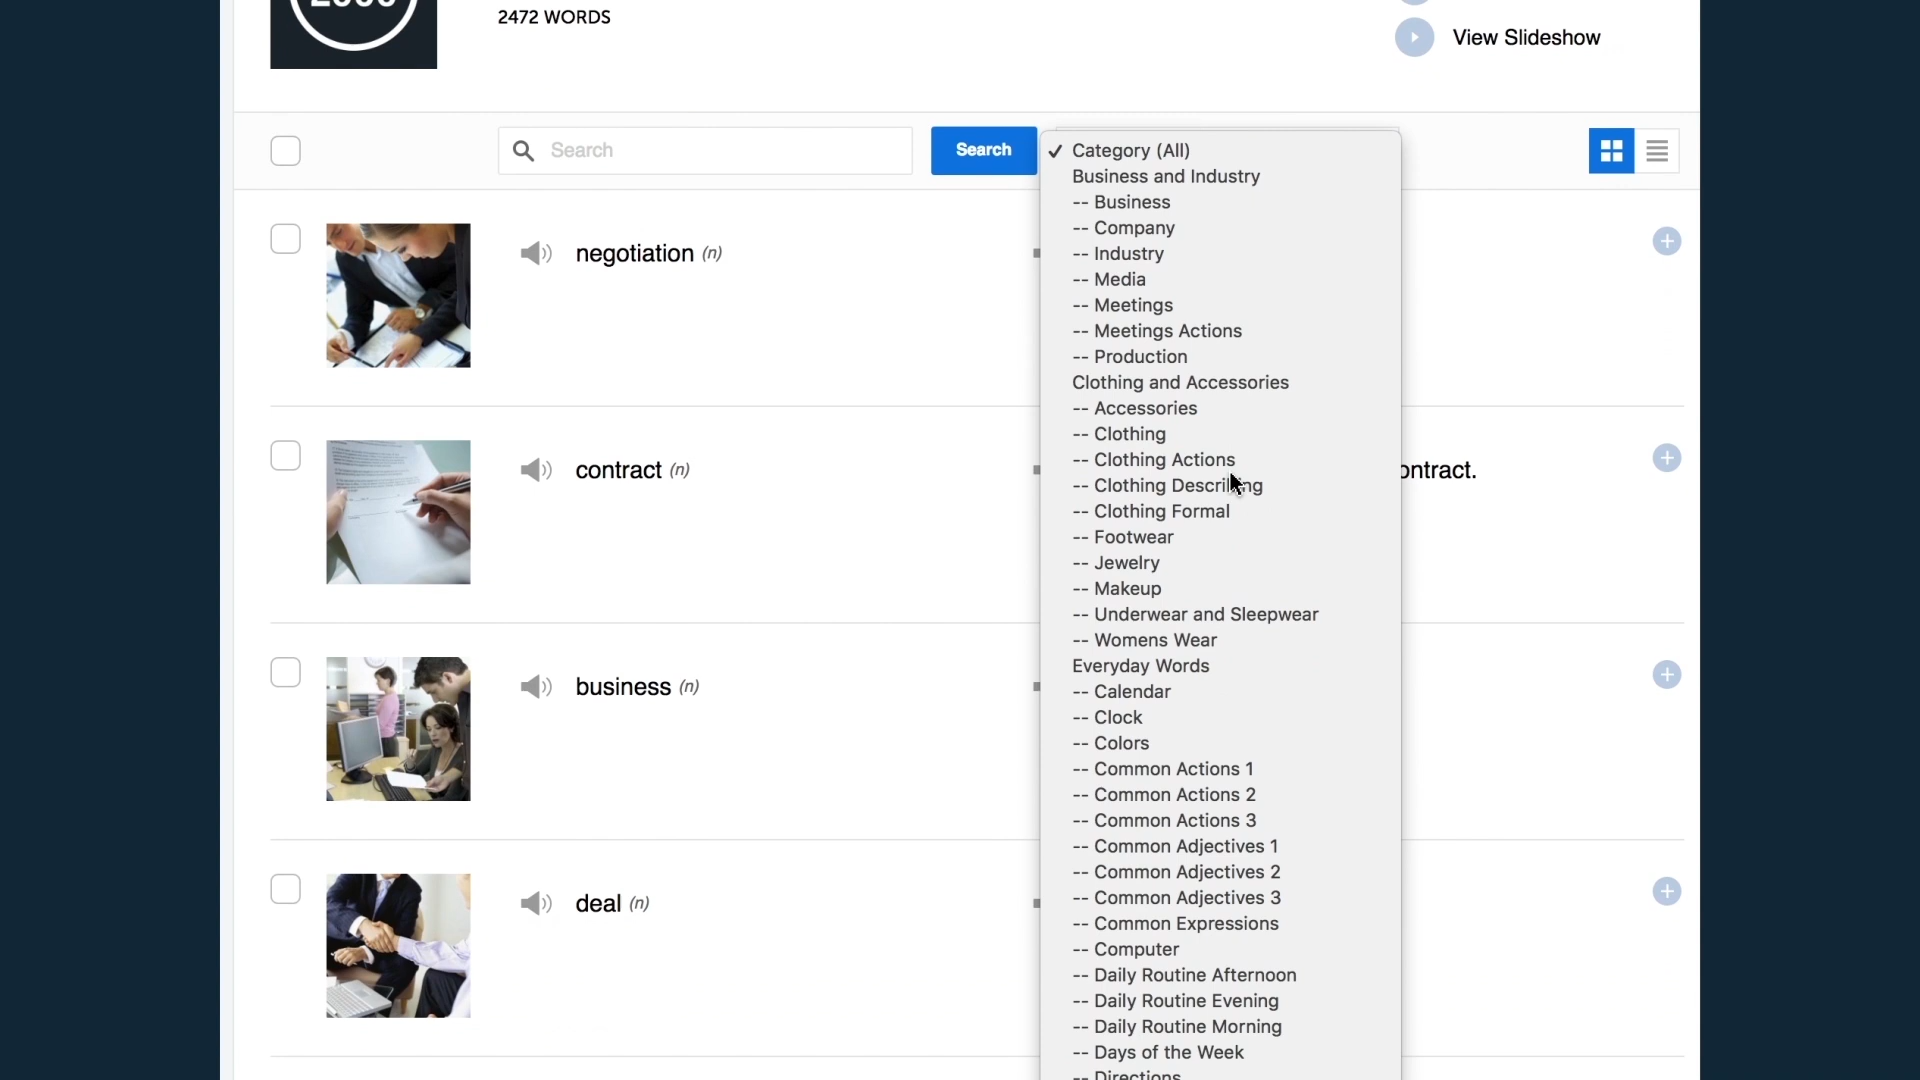 2472 WORDS
View Slideshow
Search
Search
✓ Category (All)
Business and Industry
-- Business
-- Company
-- Industry
-- Media
-- Meetings
-- Meetings Actions
-- Production
Clothing and Accessories
-- Accessories
-- Clothing
-- Clothing Actions
-- Clothing Describing
-- Clothing Formal
-- Footwear
-- Jewelry
-- Makeup
-- Underwear and Sleepwear
-- Womens Wear
Everyday Words
-- Calendar
-- Clock
-- Colors
-- Common Actions 1
-- Common Actions 2
-- Common Actions 3
-- Common Adjectives 1
-- Common Adjectives 2
-- Common Adjectives 3
-- Common Expressions
-- Computer
-- Daily Routine Afternoon
-- Daily Routine Evening
-- Daily Routine Morning
-- Days of the Week
-- Directions
negotiation (n)
contract (n)
ontract.
business (n)
deal (n)